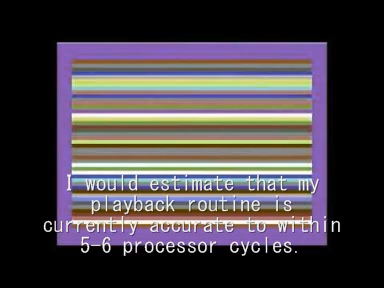 I would estimate that my
playback routine is
currently accurate to within
5-6 processor cycles.